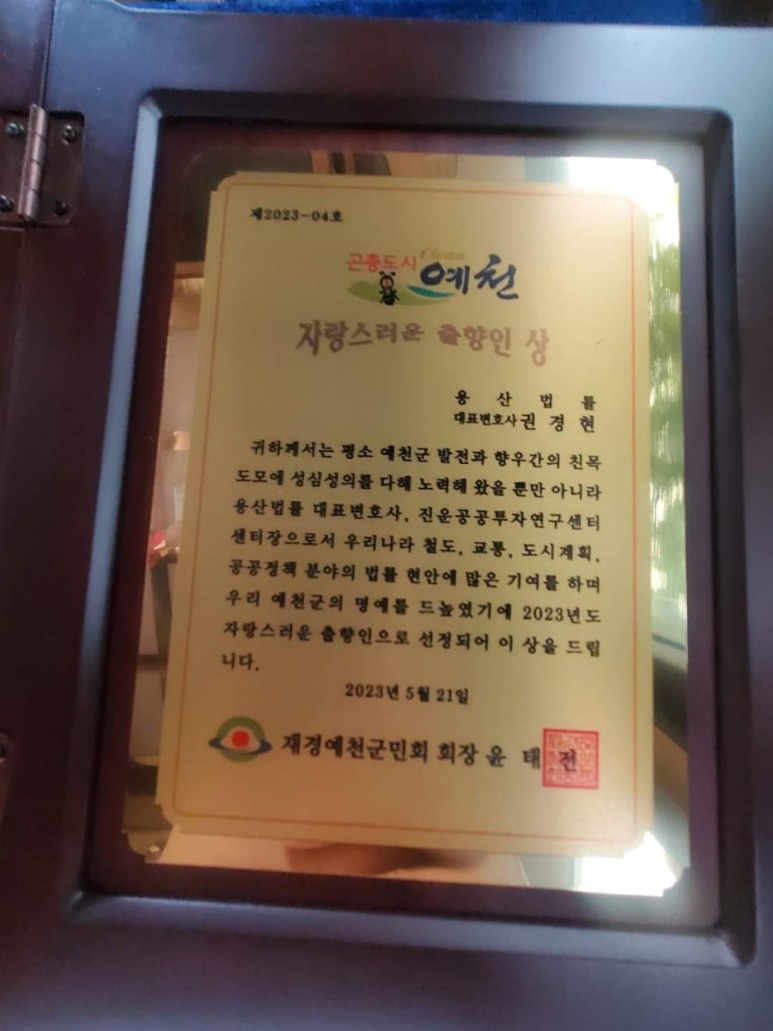 제2023-04호
곤충도시 Clean 예천
자랑스러운 출향인 상
용 산 법 률
대표변호사 권 경 현
귀하께서는 평소 예천군 발전과 향우간의 친목
도모에 성심성의를 다해 노력해 왔을 뿐만 아니라
용산법률 대표변호사, 진운공공투자연구센터
센터장으로서 우리나라 철도, 교통, 도시계획,
공공정책 분야의 법률 현안에 많은 기여를 하며
우리 예천군의 명예를 드높였기에 2023년도
자랑스러운 출향인으로 선정되어 이 상을 드립
니다.
2023년 5월 21일
재경예천군민회 회장 윤 태 전